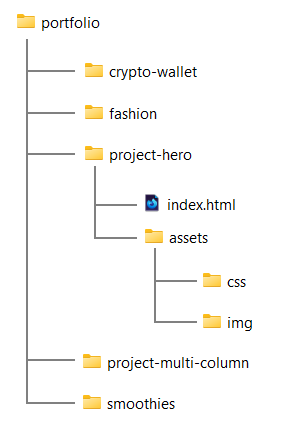 portfolio
crypto-wallet
fashion
project-hero
index.html
assets
css
img
project-multi-column
smoothies